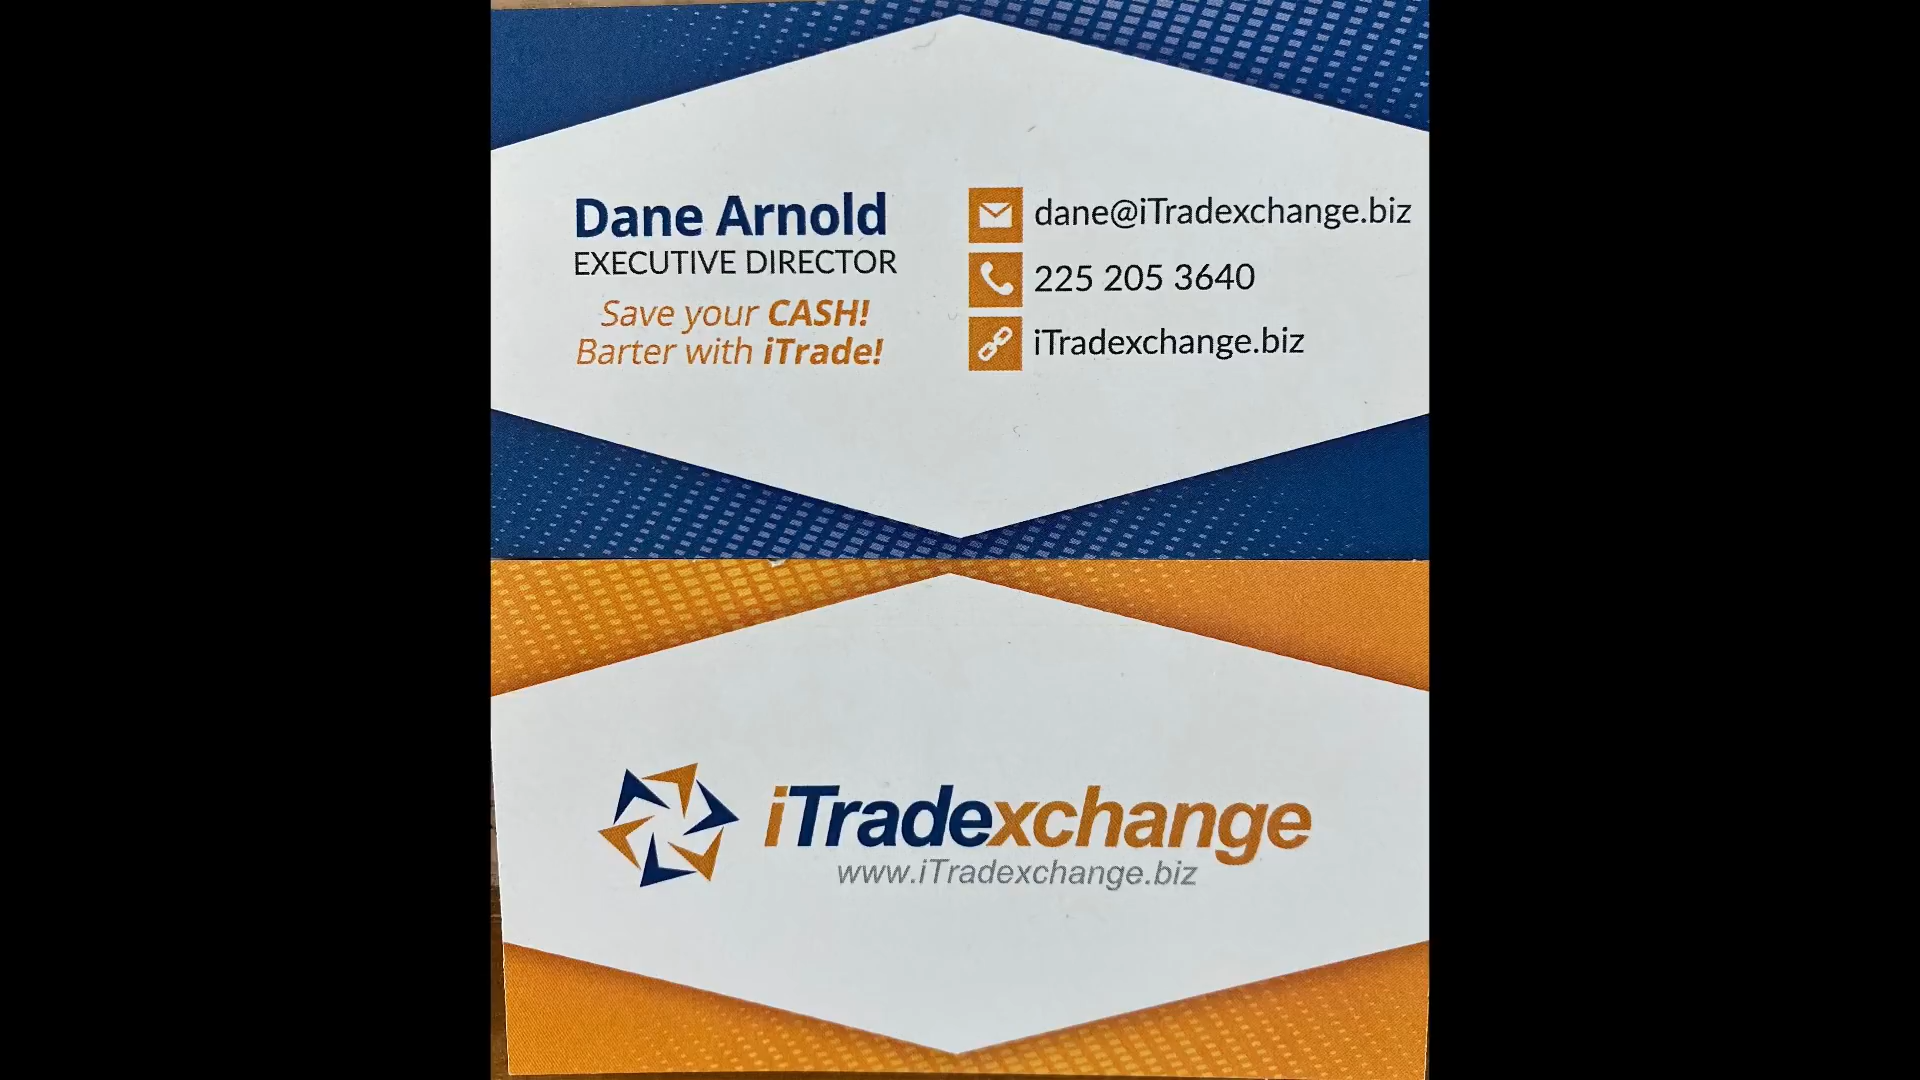 Dane Arnold
EXECUTIVE DIRECTOR
Save your CASH!
Barter with iTrade!
dane@iTradexchange.biz
225 205 3640
iTradexchange.biz
iTradexchange
www.iTradexchange.biz